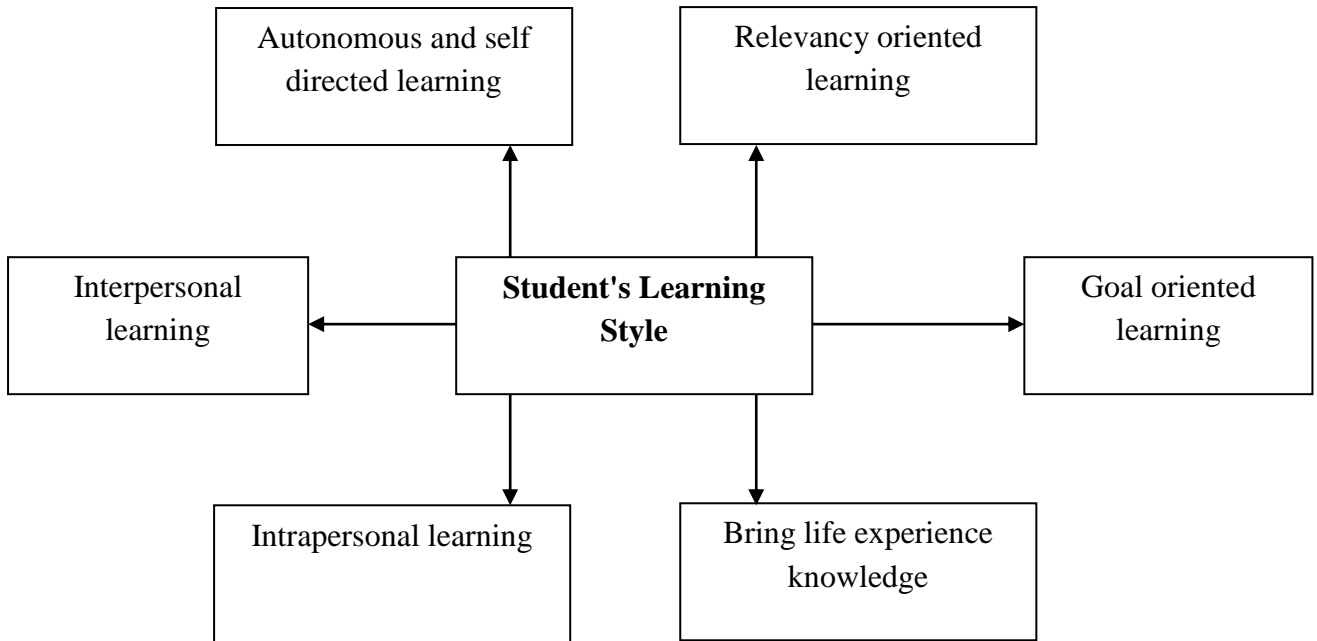 Autonomous and self
directed learning
Relevancy oriented
learning
Interpersonal
learning
Student's Learning
Style
Goal oriented
learning
Intrapersonal learning
Bring life experience
knowledge